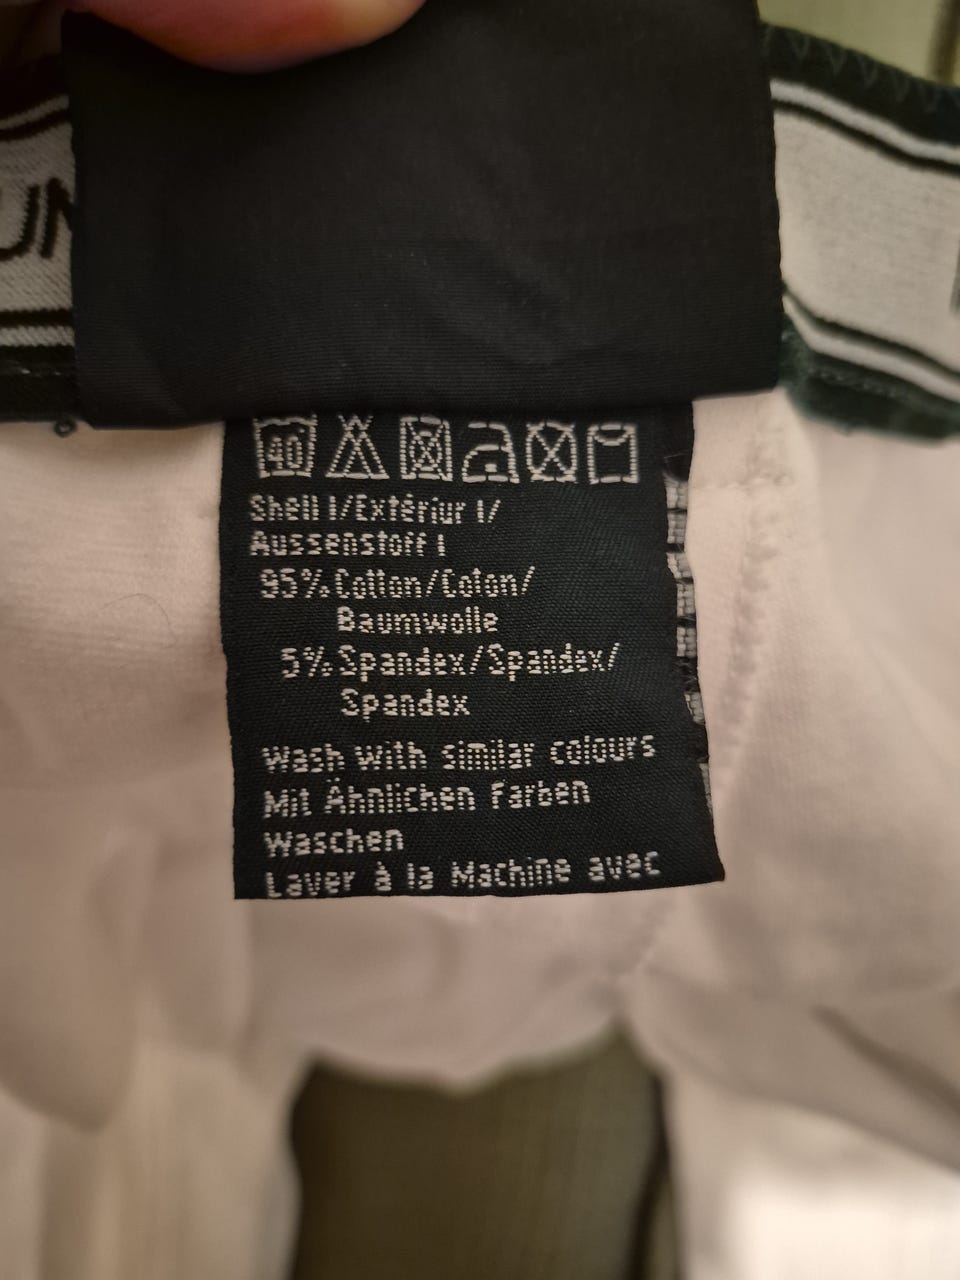 UN
40
Shell I/Extériur I/
Aussenstoff I
95% Cotton/Coton/
Baumwolle
5% Spandex/Spandex/
Spandex
Wash with similar colours
Mit Ähnlichen Farben
Waschen
Laver à la Machine avec